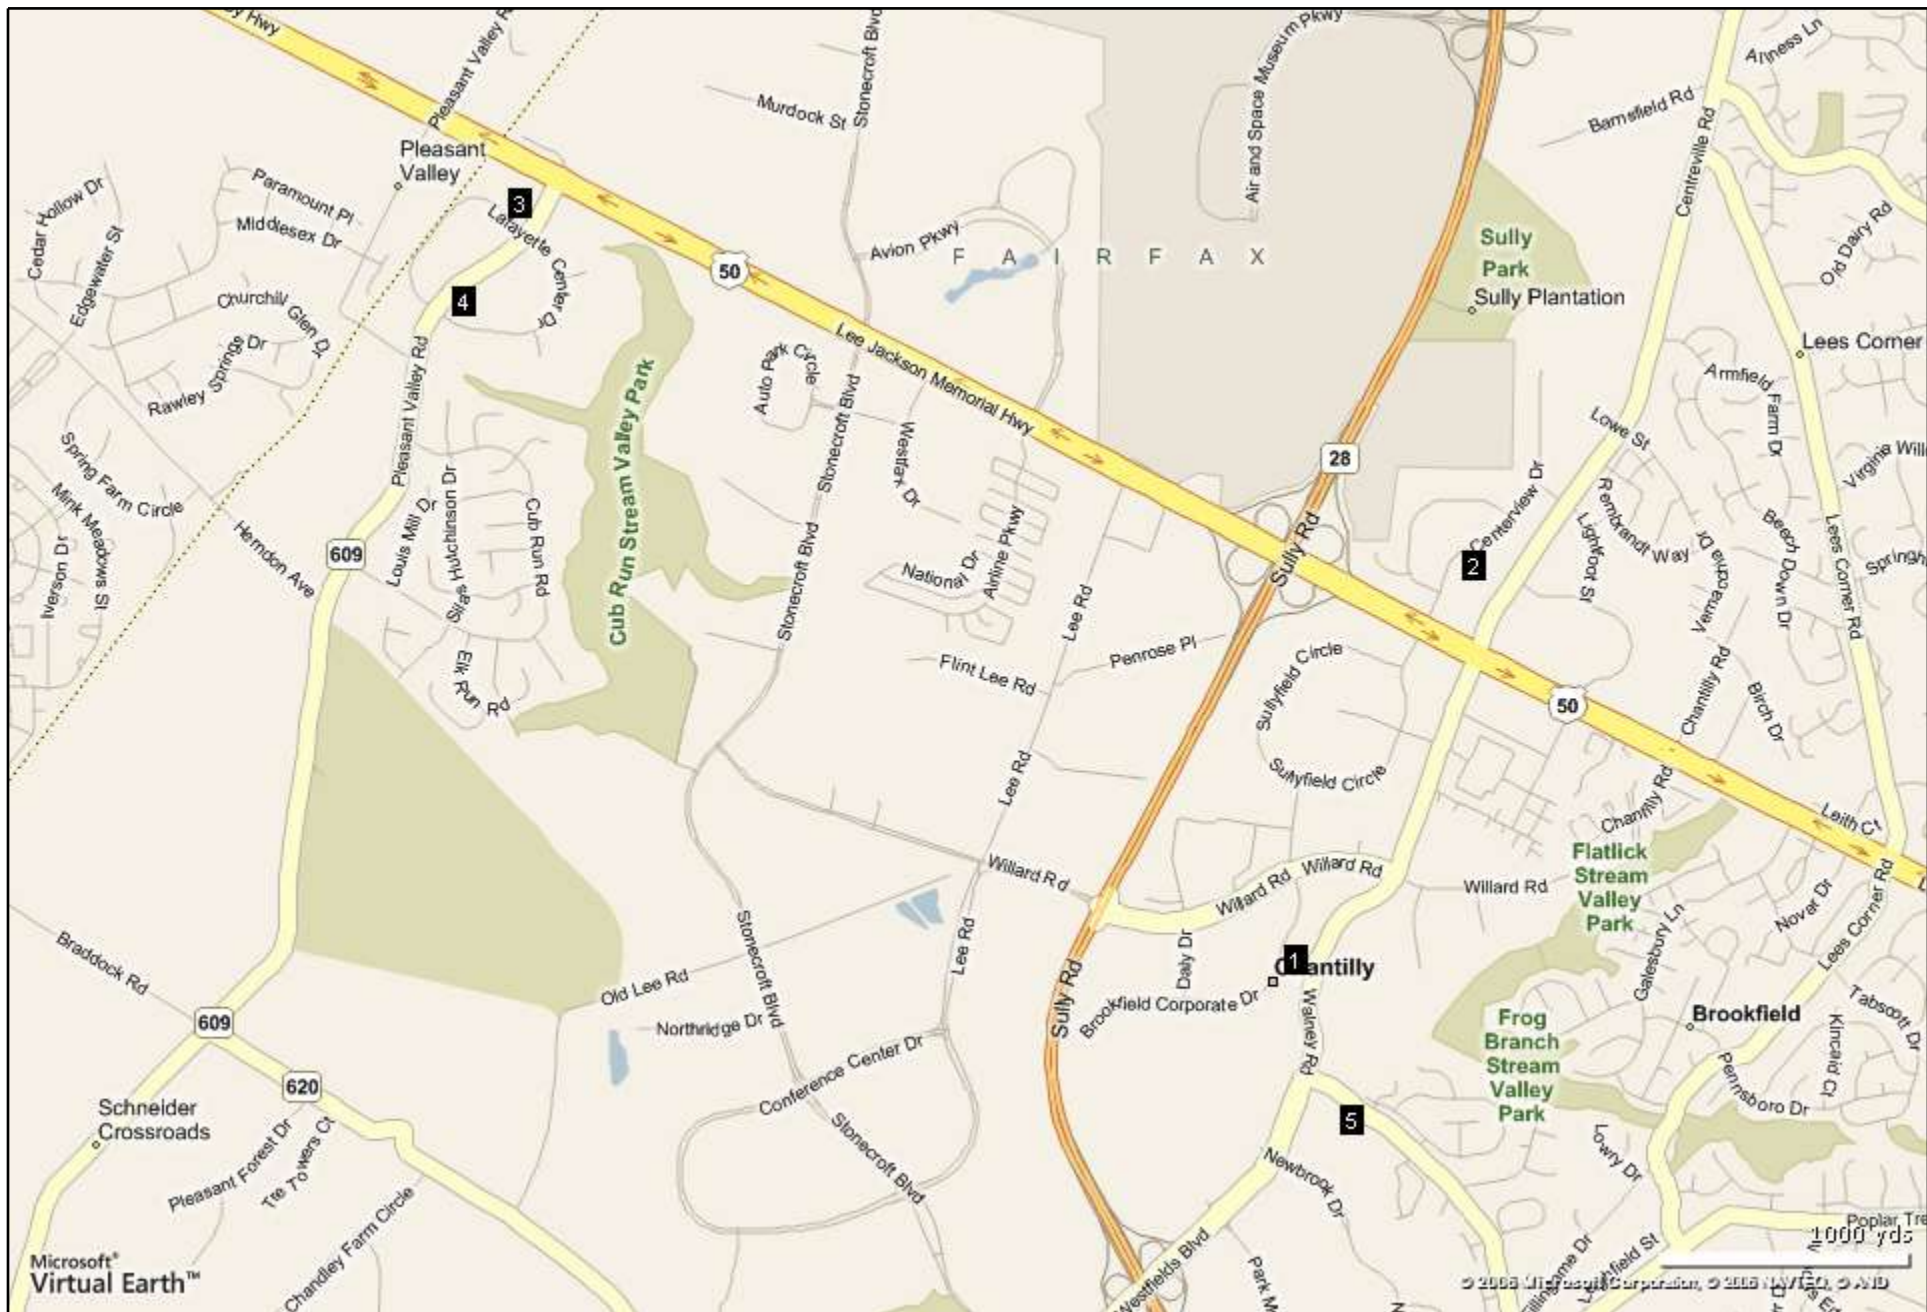 Pleasant Valley
Air and Space Museum Pkwy
Stonecroft Blvd
Murdock St
Barnsfield Rd
Centreville Rd
Pleasant Valley Rd
Pleasant
Valley
Paramount Pl
Middlesex Dr
Cedar Hollow Dr
Edgewater St
3
Lafayette Center Dr
Avion Pkwy
F A I R F A X
Sully
Park
Sully Plantation
Old Dairy Rd
50
4
Churchill Glen Dr
Rawley Springs Dr
Lees Corner
Lee Jackson Memorial Hwy
Auto Park Circle
Stonecroft Blvd
Westfax Dr
Cub Run Stream Valley Park
Armfield Farm Dr
Lowe St
Spring Farm Circle
Mink Meadows St
Iverson Dr
Herndon Ave
609
Louis Mill Dr
Silas Hutchinson Dr
Cub Run Rd
Elk Run Rd
Stonecroft Blvd
National Dr
Airline Pkwy
28
Sully Rd
Centerview Dr
2
Rembrandt Way
Lightfoot St
Vernacchia Dr
Beech Down Dr
Lees Corner Rd
Lee Rd
Penrose Pl
Flint Lee Rd
Sullyfield Circle
50
Chantilly Rd
Birch Dr
Sullyfield Circle
Lee Rd
Chantilly Rd
Leith Ct
Willard Rd
Willard Rd
Willard Rd
Willard Rd
Flatlick
Stream
Valley
Park
Novar Dr
Lees Corner Rd
Galesbury Ln
Braddock Rd
Old Lee Rd
Northridge Dr
Stonecroft Blvd
Lee Rd
Sully Rd
Daly Dr
Brookfield Corporate Dr
1
Chantilly
Walney Rd
Brookfield
Tabscott Dr
Kincaid Ct
Frog
Branch
Stream
Valley
Park
609
620
Conference Center Dr
Stonecroft Blvd
Schneider
Crossroads
Pleasant Forest Dr
Tre Towers Ct
Chandley Farm Circle
5
Newbrook Dr
Pennsboro Dr
Lowry Dr
Westfields Blvd
1000 yds
Microsoft®
Virtual Earth™
© 2006 Microsoft Corporation, © 2006 NAVTEQ, © AND